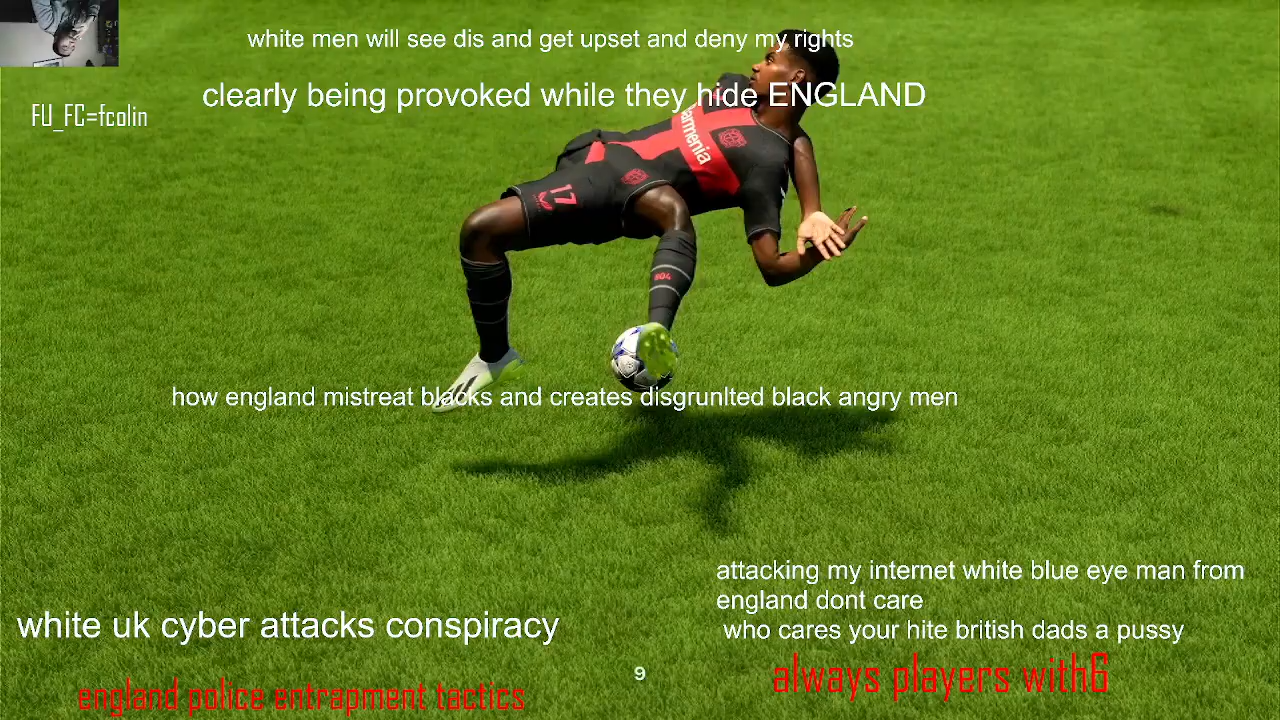 white men will see dis and get upset and deny my rights
clearly being provoked while they hide ENGLAND
FU_FC=fcolin
Barmenia
17
B04
how england mistreat blacks and creates disgrunlted black angry men
attacking my internet white blue eye man from
england dont care
who cares your hite british dads a pussy
white uk cyber attacks conspiracy
9
always players with6
england police entrapment tactics